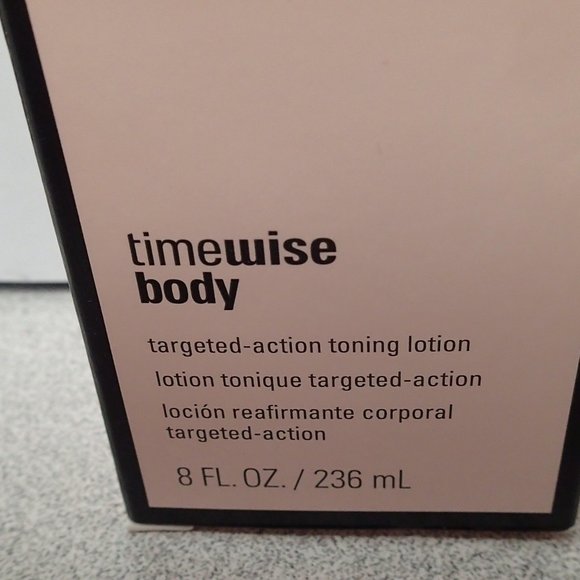 timewise
body
targeted-action toning lotion
lotion tonique targeted-action
loción reafirmante corporal
targeted-action
8 FL. OZ. / 236 mL